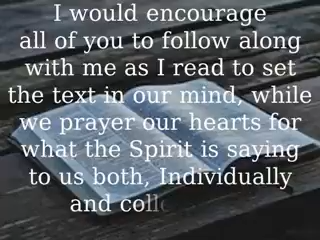 I would encourage
all of you to follow along
with me as I read to set
the text in our mind, while
we prayer our hearts for
what the Spirit is saying
to us both, Individually
and coll